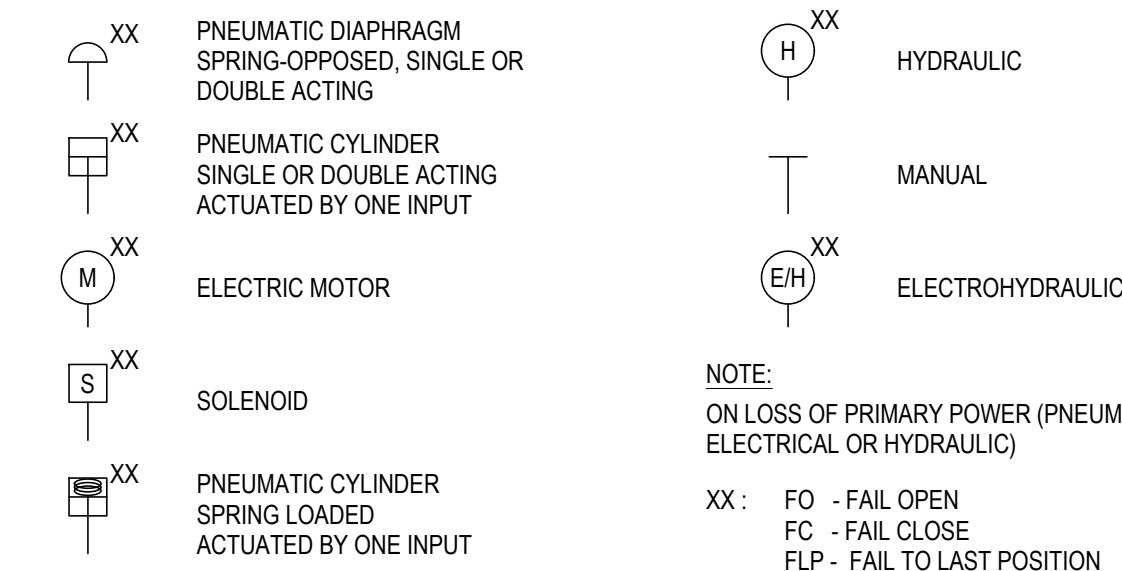 XX
PNEUMATIC DIAPHRAGM
SPRING-OPPOSED, SINGLE OR
DOUBLE ACTING
XX
PNEUMATIC CYLINDER
SINGLE OR DOUBLE ACTING
ACTUATED BY ONE INPUT
XX
M
ELECTRIC MOTOR
XX
S
SOLENOID
XX
PNEUMATIC CYLINDER
SPRING LOADED
ACTUATED BY ONE INPUT
XX
H
HYDRAULIC
MANUAL
XX
E/H
ELECTROHYDRAULIC
NOTE:
ON LOSS OF PRIMARY POWER (PNEUM
ELECTRICAL OR HYDRAULIC)
XX : FO - FAIL OPEN
FC - FAIL CLOSE
FLP - FAIL TO LAST POSITION